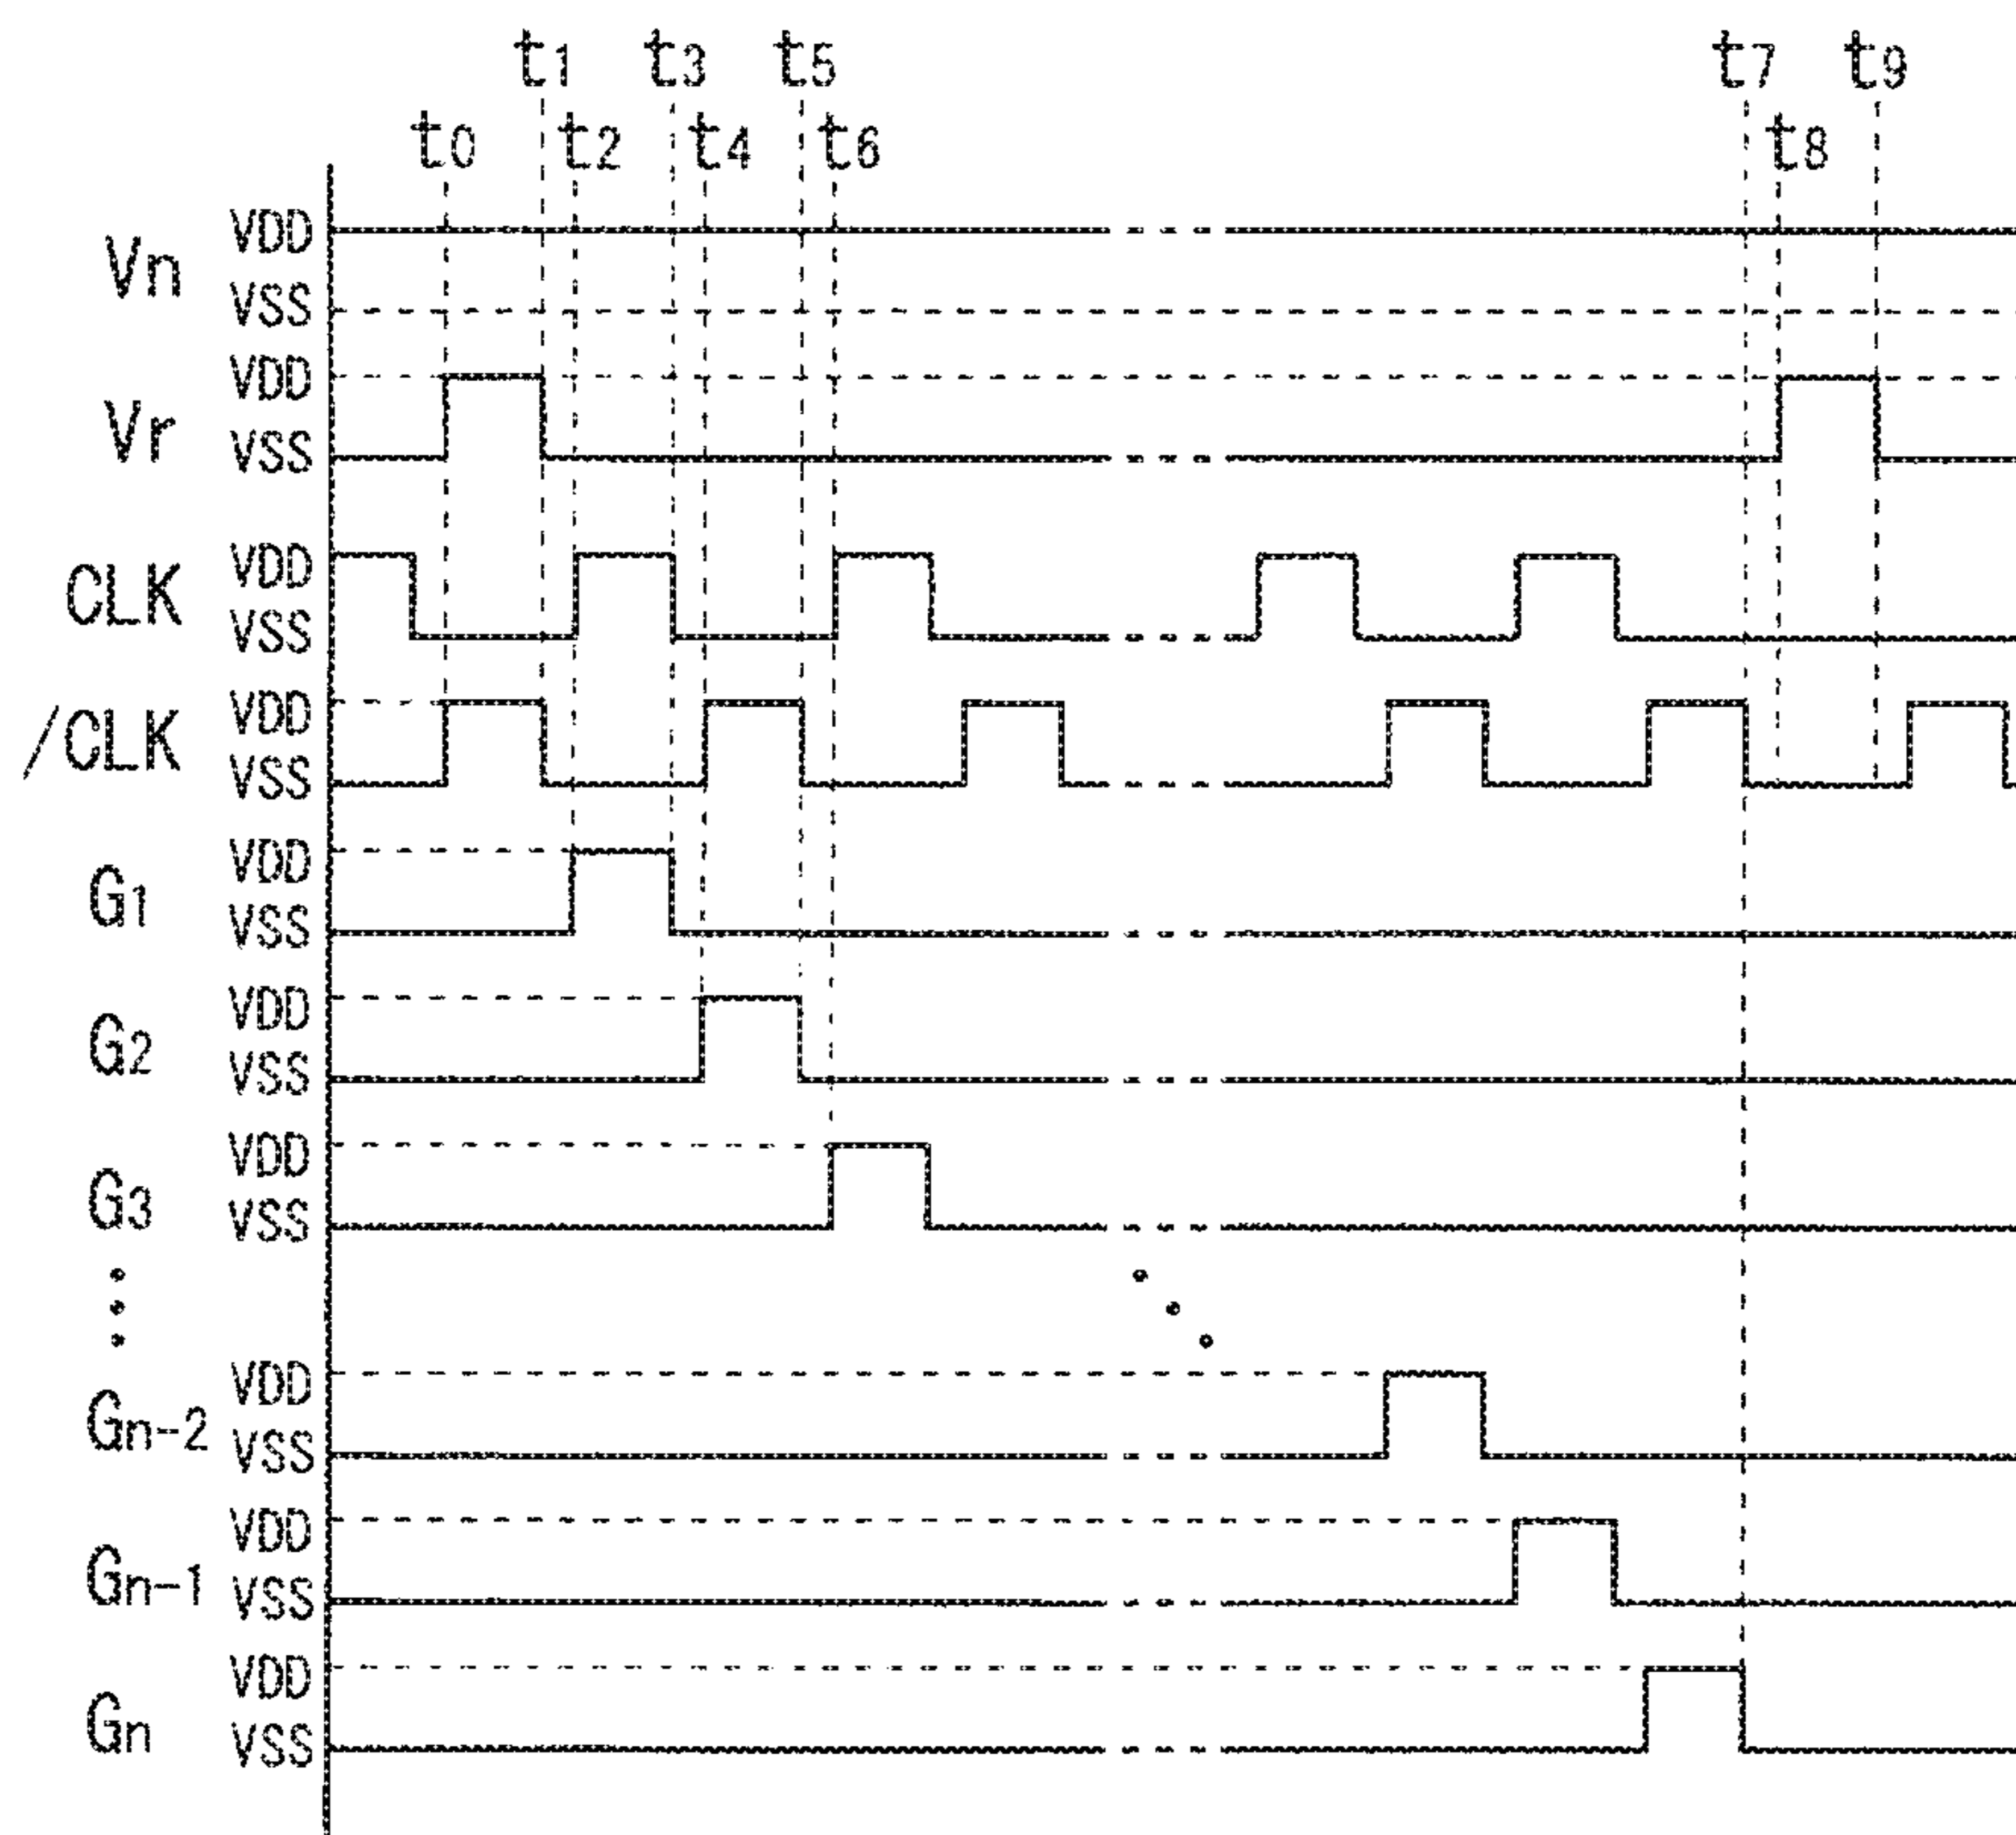 t1 t3 t5 t7 t9
t0 t2 t4 t6 t8
Vn VDD
VSS
Vr VDD
VSS
CLK VDD
VSS
/CLK VDD
VSS
G1 VDD
VSS
G2 VDD
VSS
G3 VDD
VSS
Gn-2 VDD
VSS
Gn-1 VDD
VSS
Gn VDD
VSS